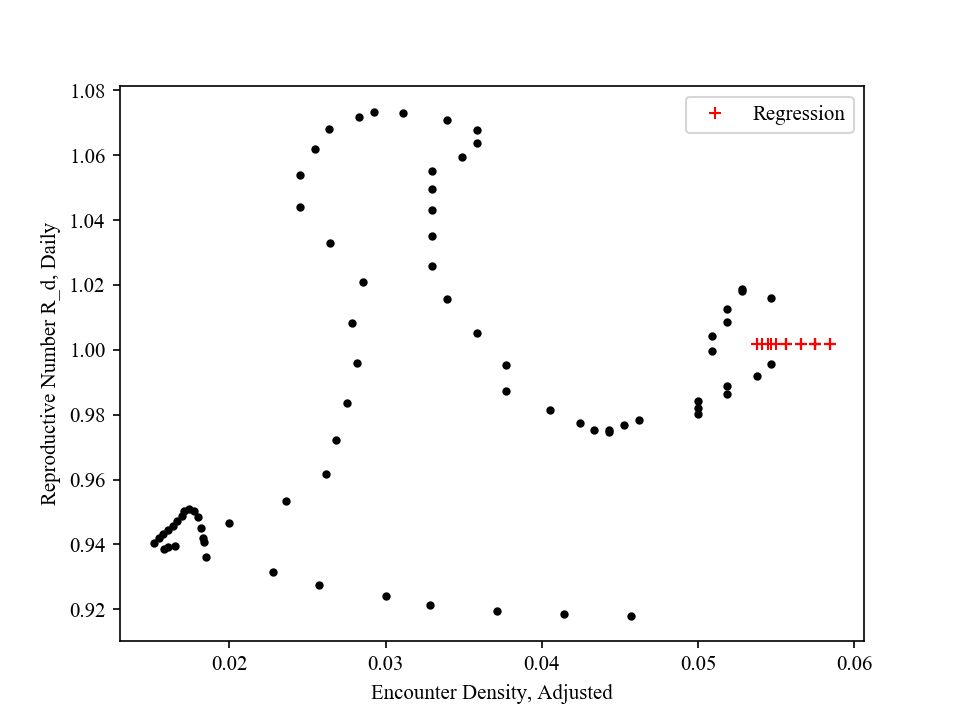 Regression
Reproductive Number R_d, Daily
1.08
1.06
1.04
1.02
1.00
0.98
0.96
0.94
0.92
0.02 0.03 0.04 0.05 0.06
Encounter Density, Adjusted